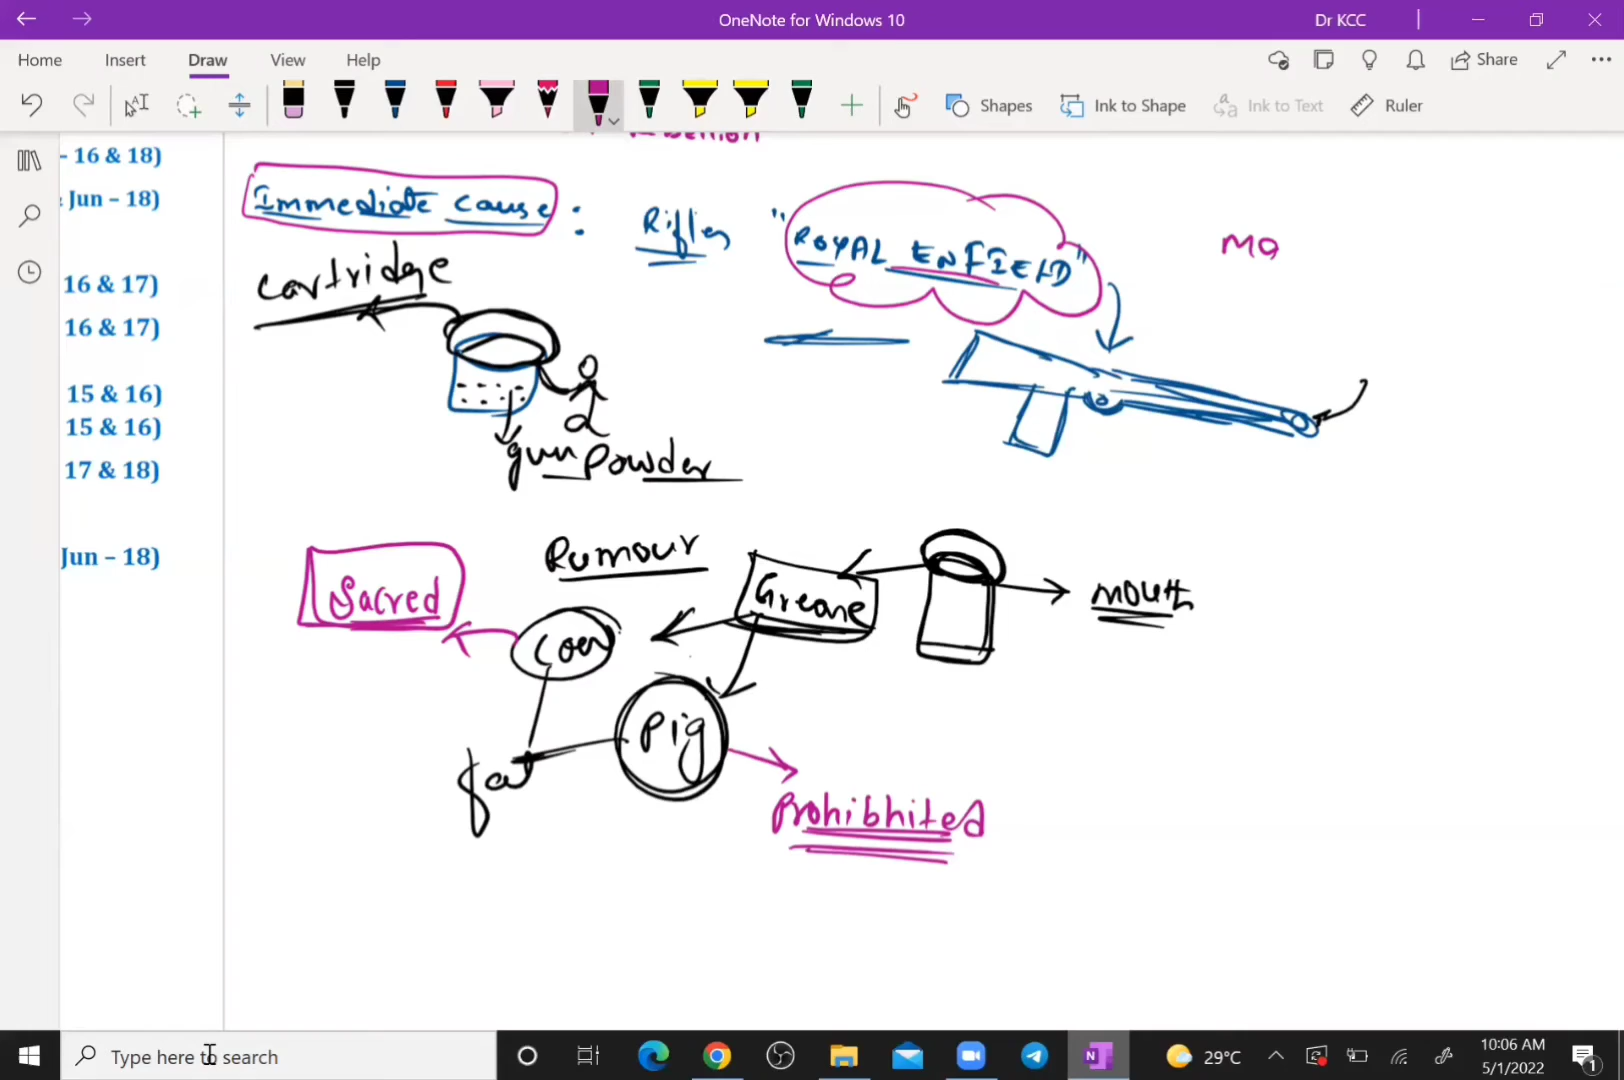 OneNote for Windows 10
Dr KCC
Home Insert Draw View Help
Share
Shapes Ink to Shape Ink to Text Ruler
- 16 & 18)
Jun - 18)
16 & 17)
16 & 17)
15 & 16)
15 & 16)
17 & 18)
Jun - 18)
Immediate cause :
Rifles "ROYAL ENFIELD"
MO
cartridge
gun powder
Rumour
Sacred
Grease
mouth
Cow
Pig
fat
Prohibhited
Type here to search
29°C
10:06 AM
5/1/2022
1